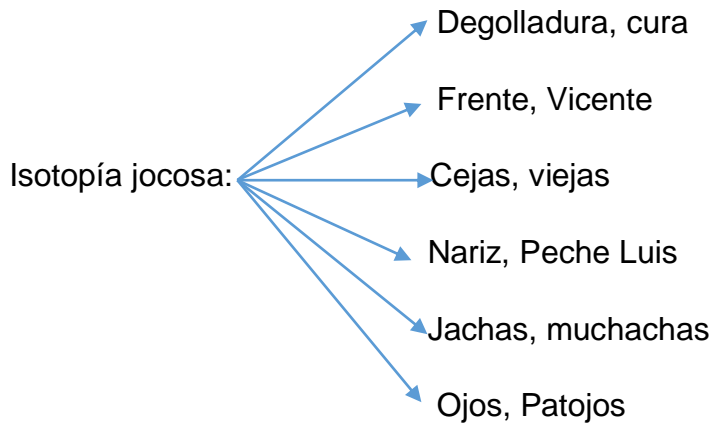 Degolladura, cura
Frente, Vicente
Isotopía jocosa:
Cejas, viejas
Nariz, Peche Luis
Jachas, muchachas
Ojos, Patojos